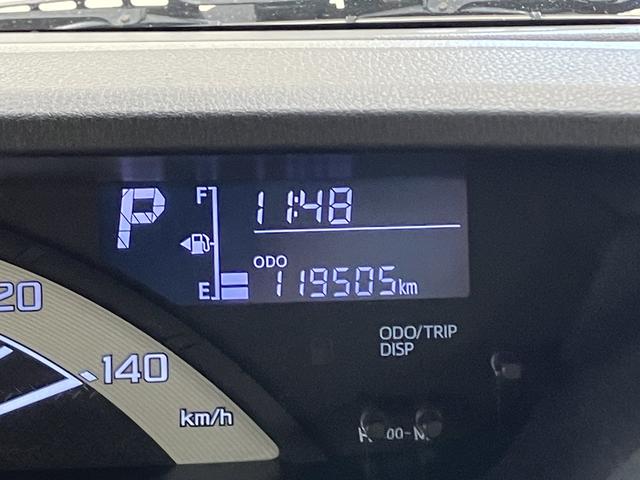 P
F
11:48
ODO
E
119505km
20
ODO/TRIP
DISP
140
km/h